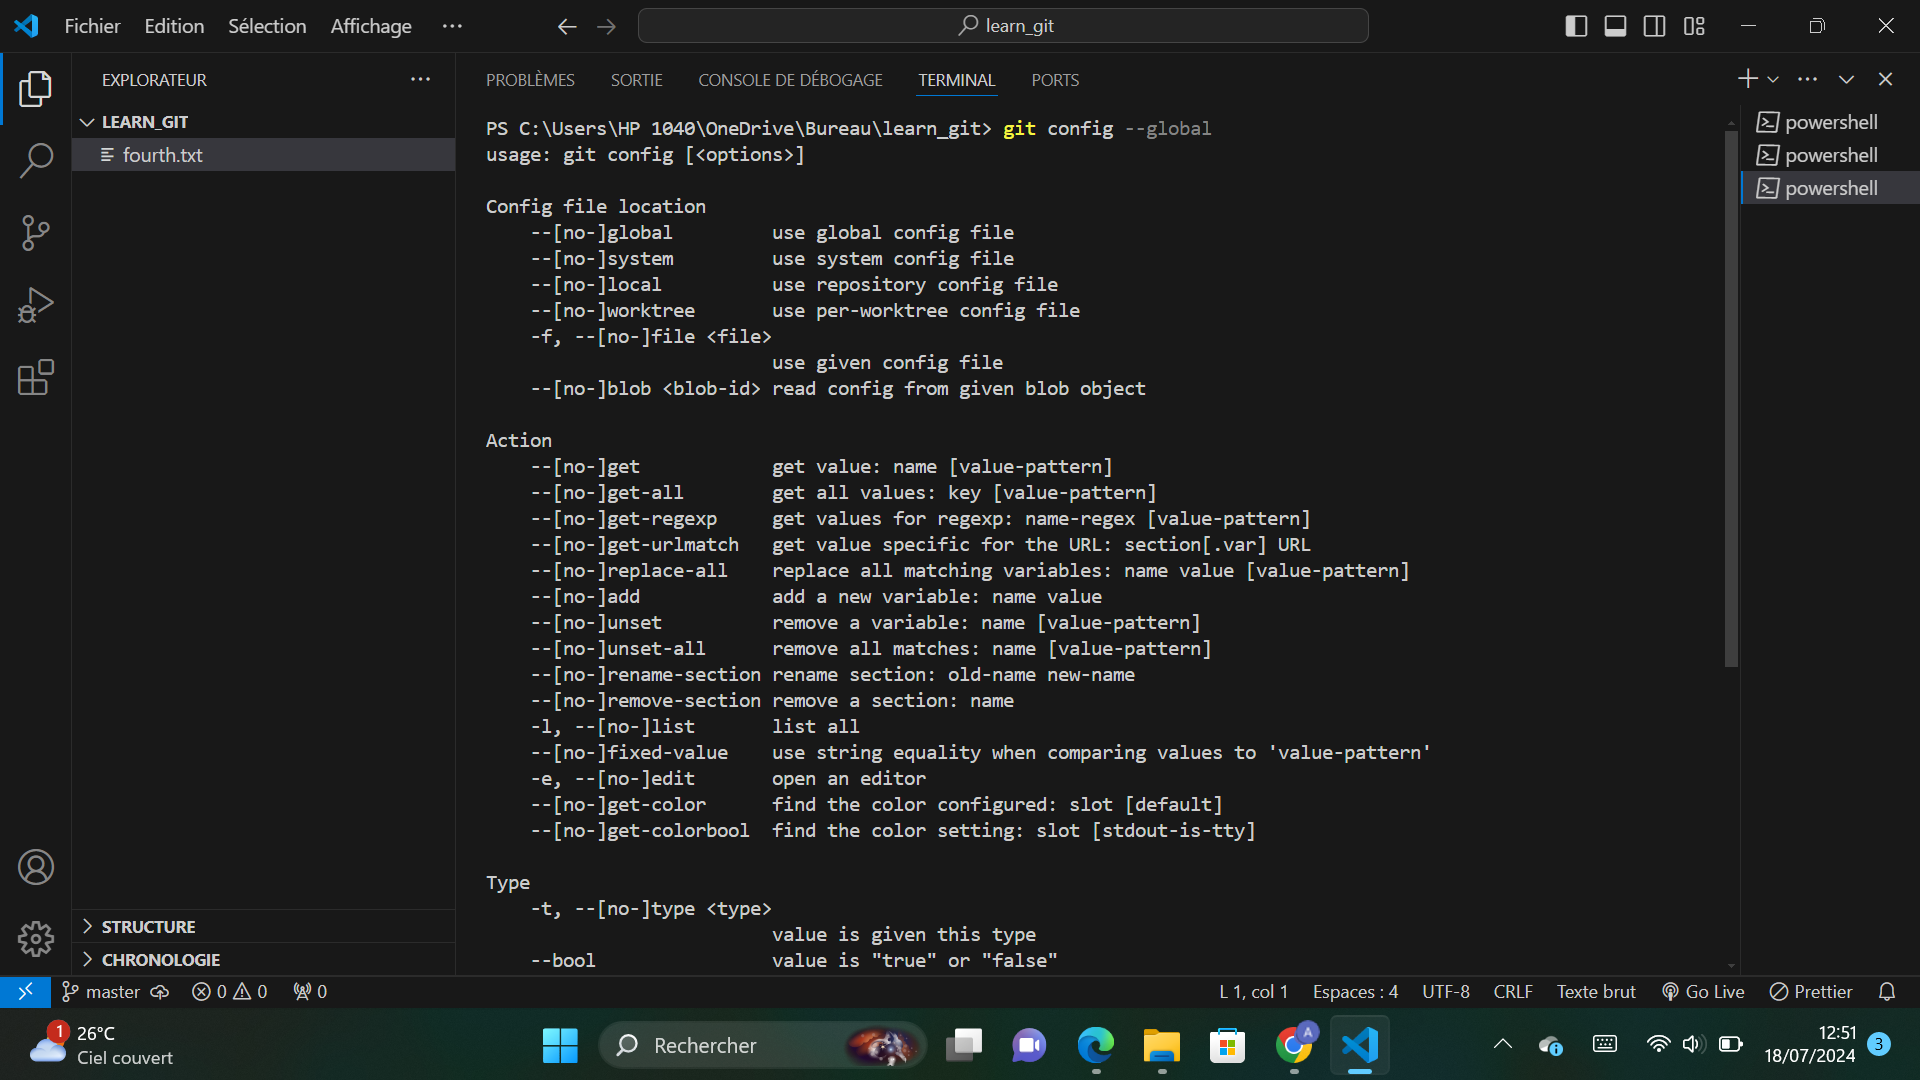 Fichier Edition Sélection Affichage ···
learn_git
EXPLORATEUR ···
LEARN_GIT
fourth.txt
STRUCTURE
CHRONOLOGIE
PROBLÈMES SORTIE CONSOLE DE DÉBOGAGE TERMINAL PORTS
PS C:\Users\HP 1040\OneDrive\Bureau\learn_git> git config --global
usage: git config [<options>]
Config file location
--[no-]global use global config file
--[no-]system use system config file
--[no-]local use repository config file
--[no-]worktree use per-worktree config file
-f, --[no-]file <file>
use given config file
--[no-]blob <blob-id> read config from given blob object
Action
--[no-]get get value: name [value-pattern]
--[no-]get-all get all values: key [value-pattern]
--[no-]get-regexp get values for regexp: name-regex [value-pattern]
--[no-]get-urlmatch get value specific for the URL: section[.var] URL
--[no-]replace-all replace all matching variables: name value [value-pattern]
--[no-]add add a new variable: name value
--[no-]unset remove a variable: name [value-pattern]
--[no-]unset-all remove all matches: name [value-pattern]
--[no-]rename-section rename section: old-name new-name
--[no-]remove-section remove a section: name
-l, --[no-]list list all
--[no-]fixed-value use string equality when comparing values to 'value-pattern'
-e, --[no-]edit open an editor
--[no-]get-color find the color configured: slot [default]
--[no-]get-colorbool find the color setting: slot [stdout-is-tty]
Type
-t, --[no-]type <type>
value is given this type
--bool value is "true" or "false"
powershell
powershell
powershell
master 0 0 0 L 1, col 1 Espaces : 4 UTF-8 CRLF Texte brut Go Live Prettier
1
26°C
Ciel couvert
Rechercher
A
12:51
18/07/2024
3